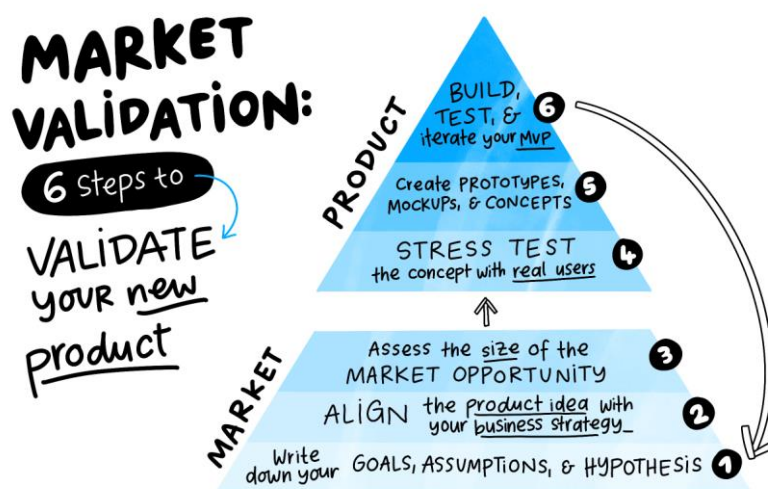 MARKET
VALIDATION:
6 Steps to
VALIDATE
your new
product
PRODUCT
BUILD,
TEST, &
iterate your MVP
6
Create PROTOTYPES,
MOCKUPS, & CONCEPTS
5
STRESS TEST
the concept with real users
4
MARKET
Assess the size of the
MARKET OPPORTUNITY
3
ALIGN the product idea with
your business strategy_
2
Write
down your GOALS, ASSUMPTIONS, & HYPOTHESIS
1